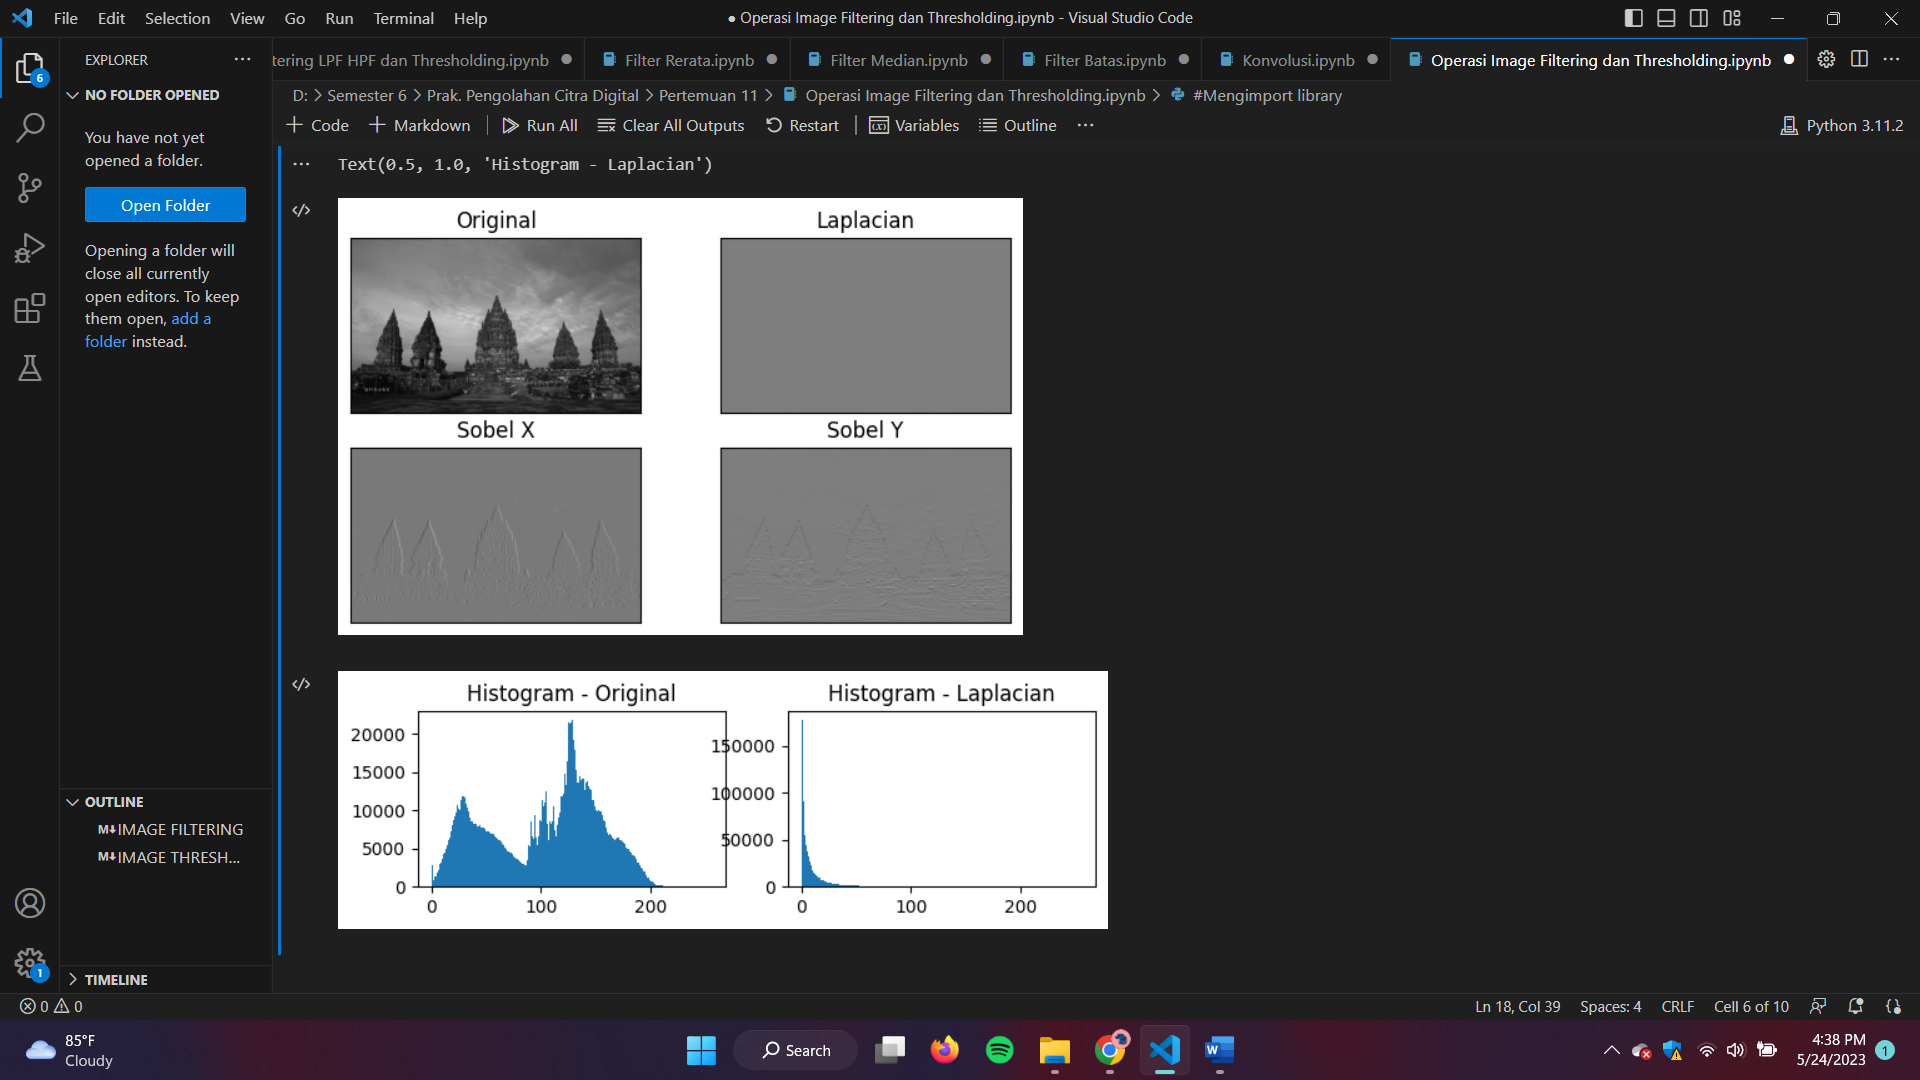 File Edit Selection View Go Run Terminal Help
● Operasi Image Filtering dan Thresholding.ipynb - Visual Studio Code
EXPLORER
tering LPF HPF dan Thresholding.ipynb
Filter Rerata.ipynb
Filter Median.ipynb
Filter Batas.ipynb
Konvolusi.ipynb
Operasi Image Filtering dan Thresholding.ipynb
6
NO FOLDER OPENED
D: > Semester 6 > Prak. Pengolahan Citra Digital > Pertemuan 11 > Operasi Image Filtering dan Thresholding.ipynb > #Mengimport library
+ Code + Markdown Run All Clear All Outputs Restart Variables Outline ...
Python 3.11.2
You have not yet
opened a folder.
Open Folder
Opening a folder will
close all currently
open editors. To keep
them open, add a
folder instead.
Text(0.5, 1.0, 'Histogram - Laplacian')
Original
Laplacian
Sobel X
Sobel Y
Histogram - Original
20000
15000
10000
5000
0
0 100 200
Histogram - Laplacian
150000
100000
50000
0
0 100 200
OUTLINE
M↓IMAGE FILTERING
M↓IMAGE THRESH...
TIMELINE
1
0 0
Ln 18, Col 39 Spaces: 4 CRLF Cell 6 of 10
85°F
Cloudy
Search
4:38 PM
5/24/2023
1